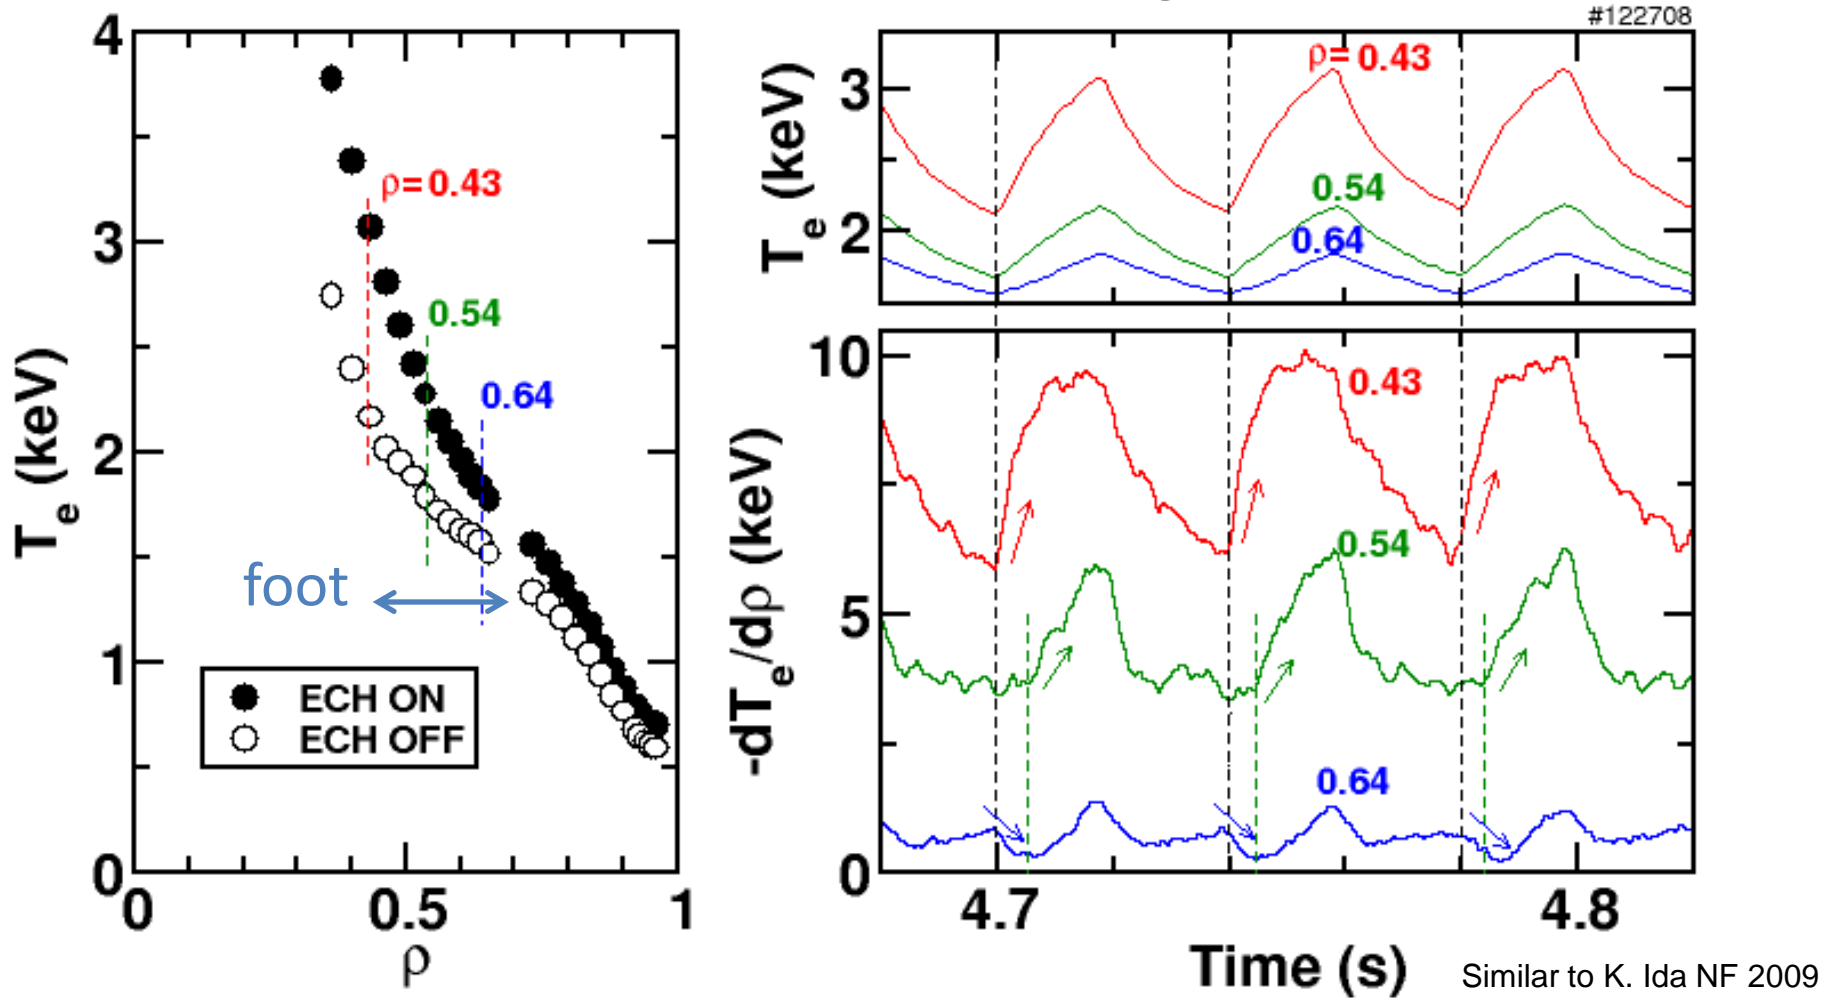 4
3
2
1
0
0
0.5
1
T_e (keV)
ρ
ρ=0.43
0.54
0.64
foot
ECH ON
ECH OFF
#122708
T_e (keV)
3
2
ρ= 0.43
0.54
0.64
-dT_e/dρ (keV)
10
5
0
0.43
0.54
0.64
4.7
4.8
Time (s)
Similar to K. Ida NF 2009